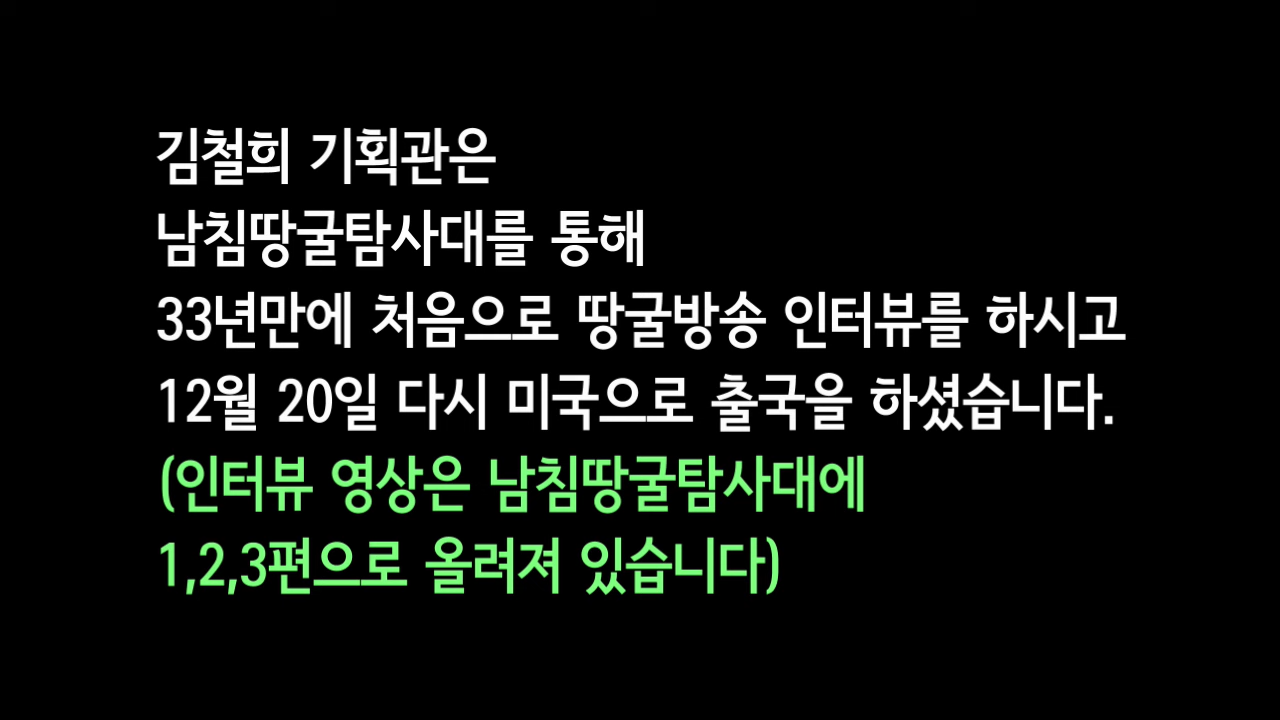 김철희 기획관은
남침땅굴탐사대를 통해
33년만에 처음으로 땅굴방송 인터뷰를 하시고
12월 20일 다시 미국으로 출국을 하셨습니다.
(인터뷰 영상은 남침땅굴탐사대에
1,2,3편으로 올려져 있습니다)